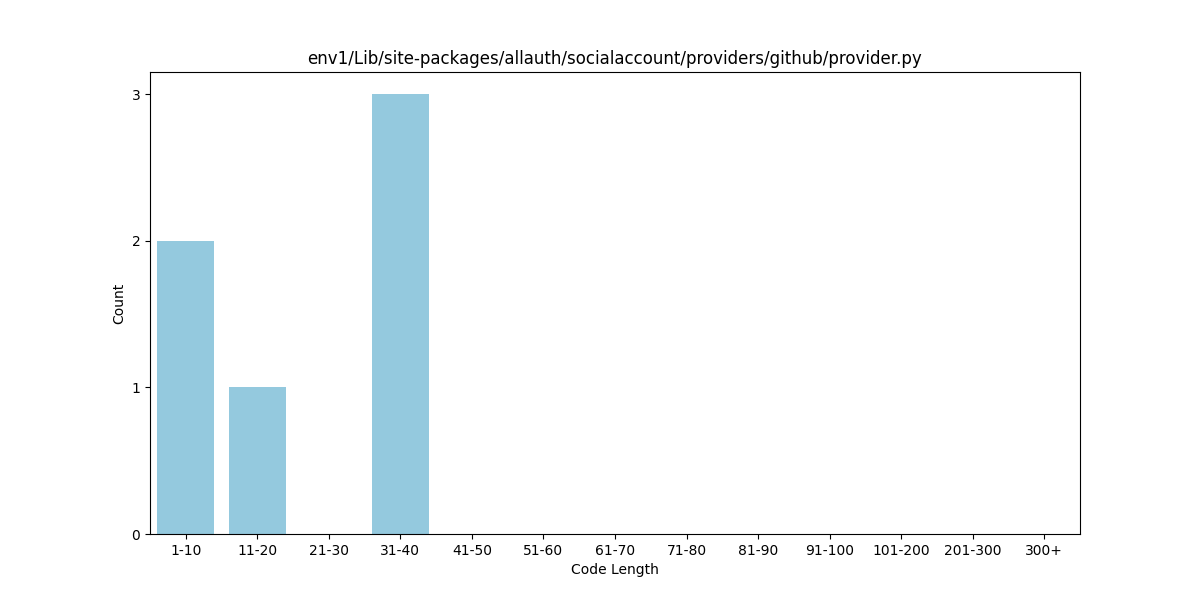 env1/Lib/site-packages/allauth/socialaccount/providers/github/provider.py
3
2
1
0
Count
1-10 11-20 21-30 31-40 41-50 51-60 61-70 71-80 81-90 91-100 101-200 201-300 300+
Code Length